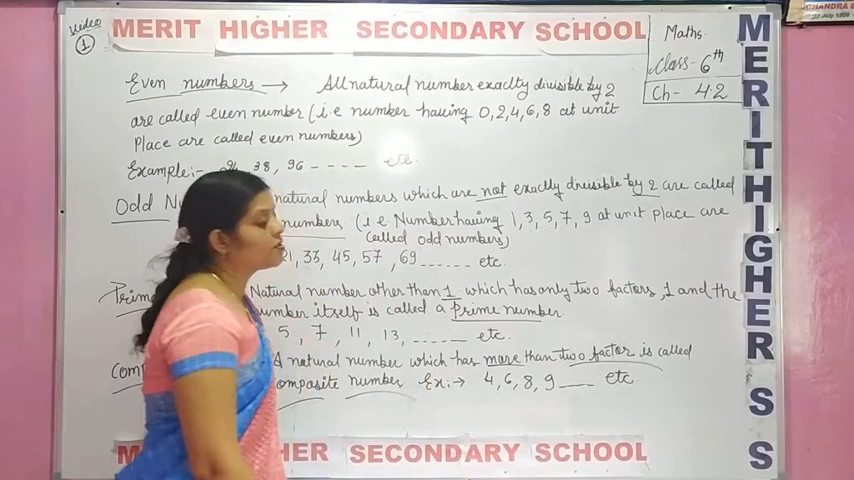 video
1
MERIT HIGHER SECONDARY SCHOOL
Maths
Class- 6th
Ch- 4.2
Even numbers → All natural number exactly divisible by 2
are called even number (i.e number having 0,2,4,6,8 at unit
Place are called even numbers)
Example:- 38, 96 ---- etc.
Odd natural numbers which are not exactly divisible by 2 are called
numbers (i.e. Number having 1,3,5,7,9 at unit place are
called odd numbers)
21, 33, 45, 57, 69 ------ etc.
Prime Natural number other than 1 which has only two factors, 1 and the
number itself is called a prime number.
5, 7, 11, 13, ------ etc.
A natural number which has more than two factor is called
composite number Ex:→ 4,6,8,9 ---- etc
HER SECONDARY SCHOOL
MERIT HIGHER S S